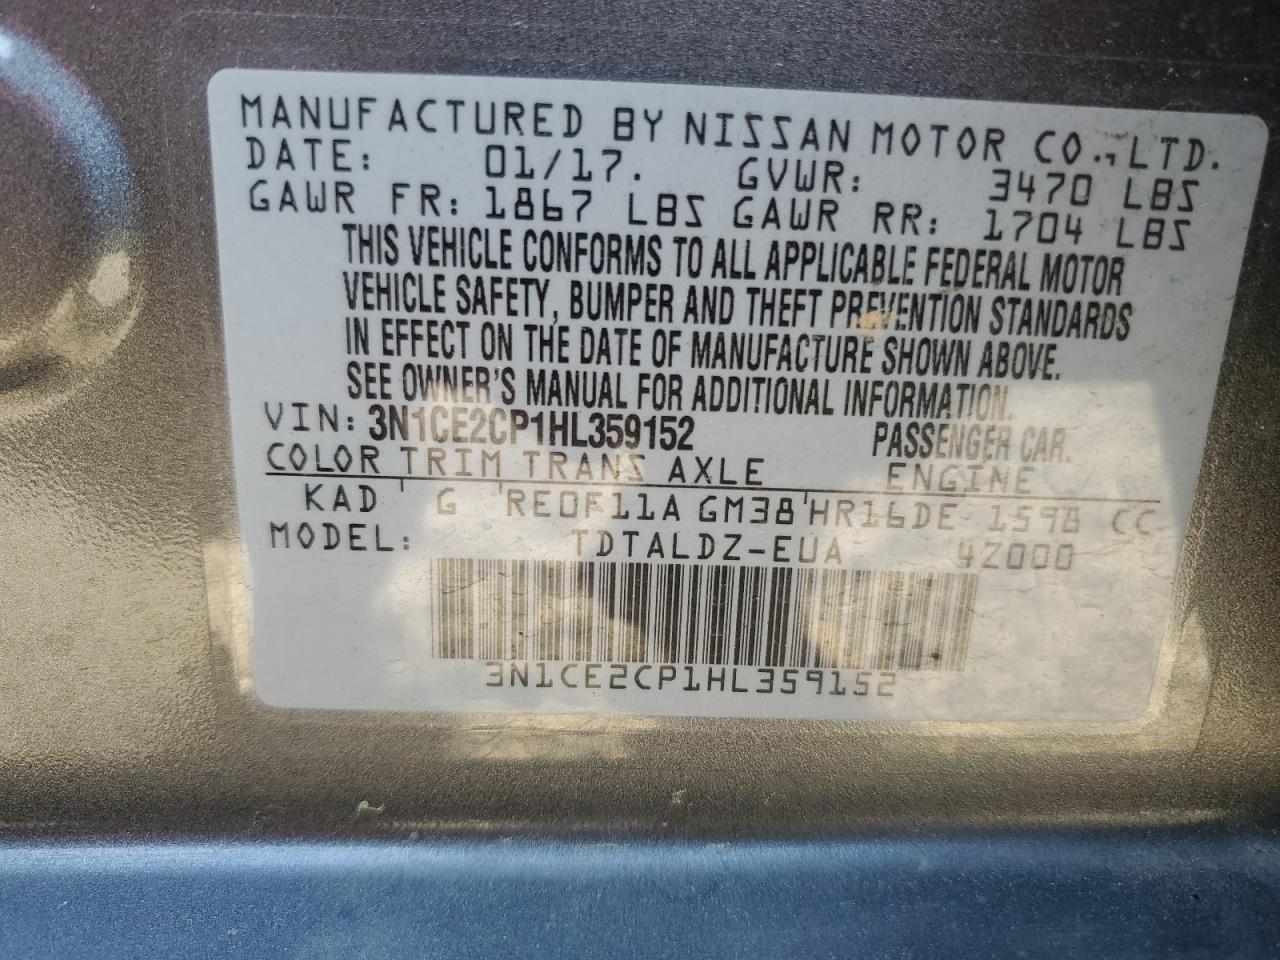 MANUFACTURED BY NISSAN MOTOR CO., LTD.
DATE: 01/17. GVWR: 3470 LBS
GAWR FR: 1867 LBS GAWR RR: 1704 LBS
THIS VEHICLE CONFORMS TO ALL APPLICABLE FEDERAL MOTOR
VEHICLE SAFETY, BUMPER AND THEFT PREVENTION STANDARDS
IN EFFECT ON THE DATE OF MANUFACTURE SHOWN ABOVE.
SEE OWNER'S MANUAL FOR ADDITIONAL INFORMATION.
VIN: 3N1CE2CP1HL359152 PASSENGER CAR.
COLOR TRIM TRANS AXLE ENGINE
KAD G RE0F11A GM38 HR16DE 1598 CC
MODEL: TDTALDZ-EUA 4Z000
3N1CE2CP1HL359152